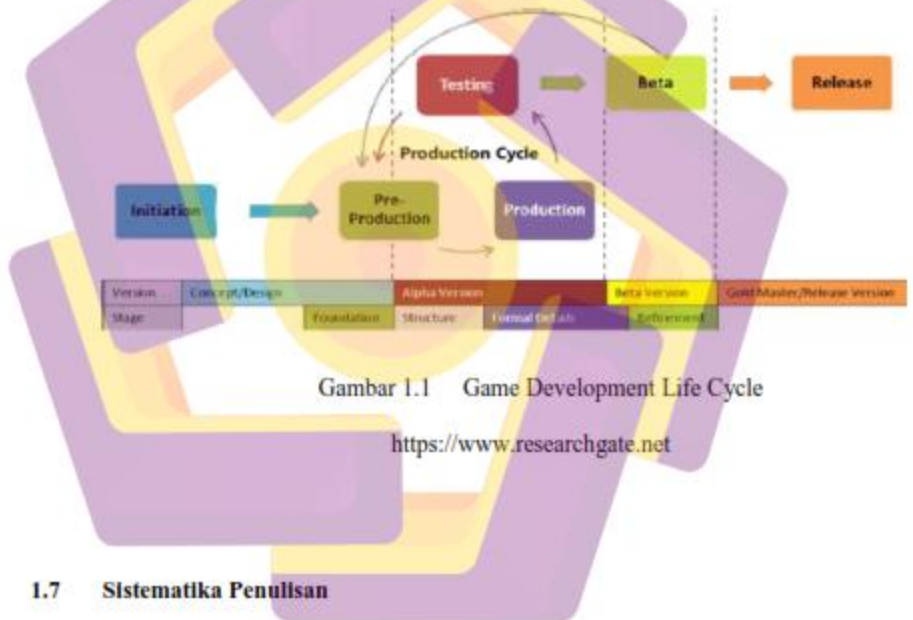 Testing Beta Release
Production Cycle
Initiation Pre-
Production Production
Version Concept/Design Alpha Version Beta Version Gold Master/Release Version
Stage Foundation Structure Formal Details Refinement
Gambar 1.1 Game Development Life Cycle
https://www.researchgate.net
1.7 Sistematika Penulisan